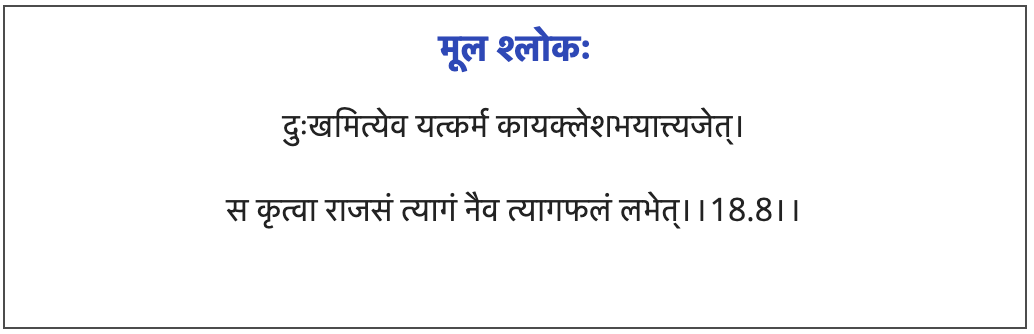 मूल श्लोकः
दुःखमित्येव यत्कर्म कायक्लेशभयात्त्यजेत्।
स कृत्वा राजसं त्यागं नैव त्यागफलं लभेत्।।18.8।।